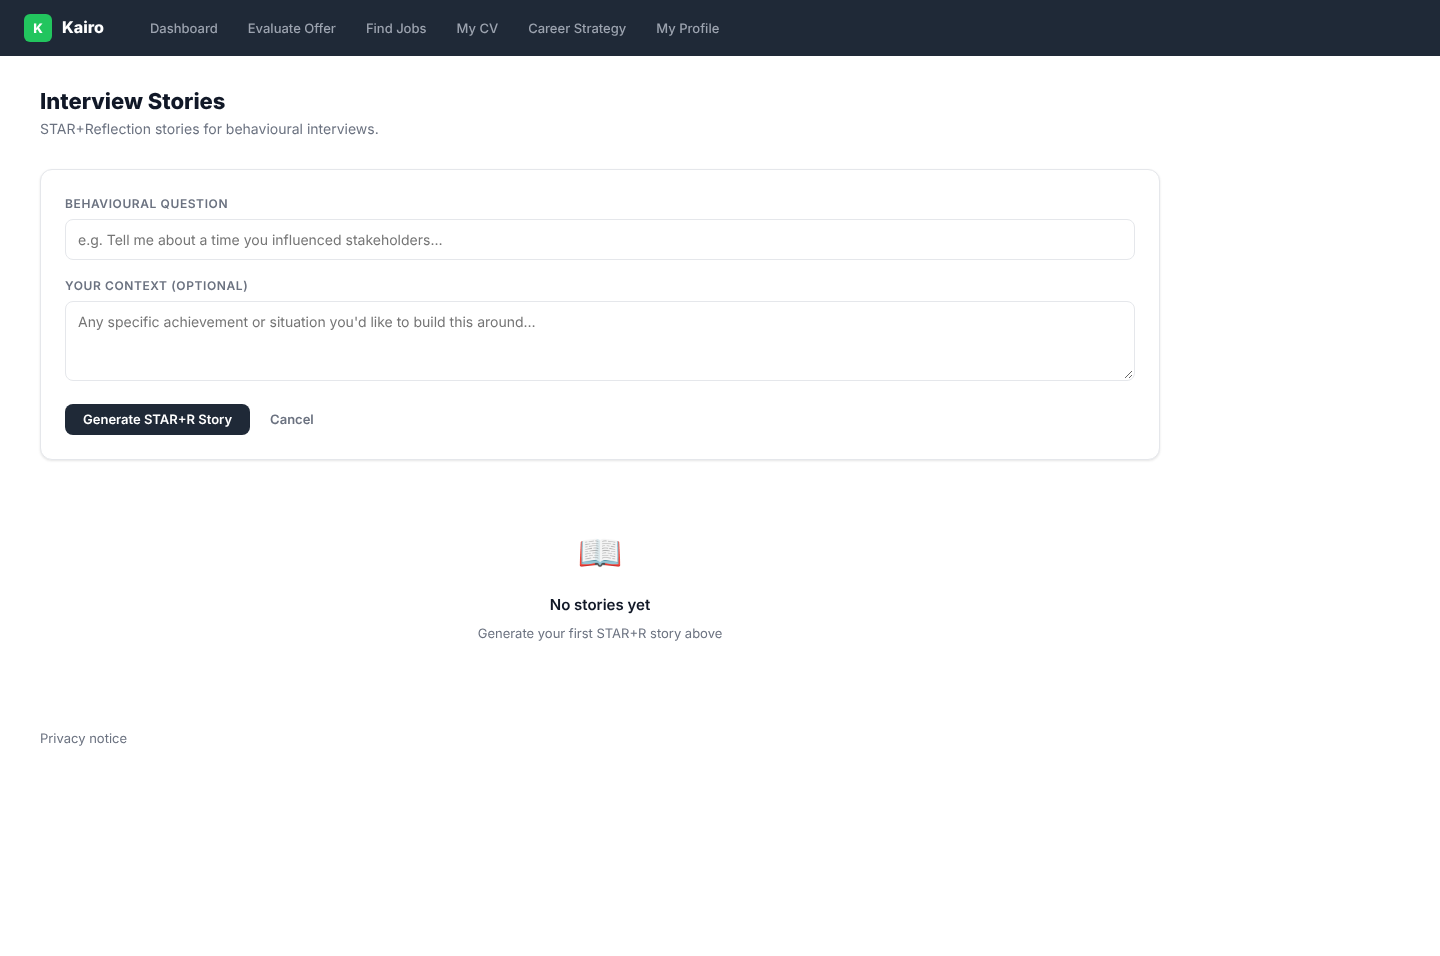 K Kairo Dashboard Evaluate Offer Find Jobs My CV Career Strategy My Profile
Interview Stories
STAR+Reflection stories for behavioural interviews.
BEHAVIOURAL QUESTION
e.g. Tell me about a time you influenced stakeholders...
YOUR CONTEXT (OPTIONAL)
Any specific achievement or situation you'd like to build this around...
Generate STAR+R Story Cancel
No stories yet
Generate your first STAR+R story above
Privacy notice